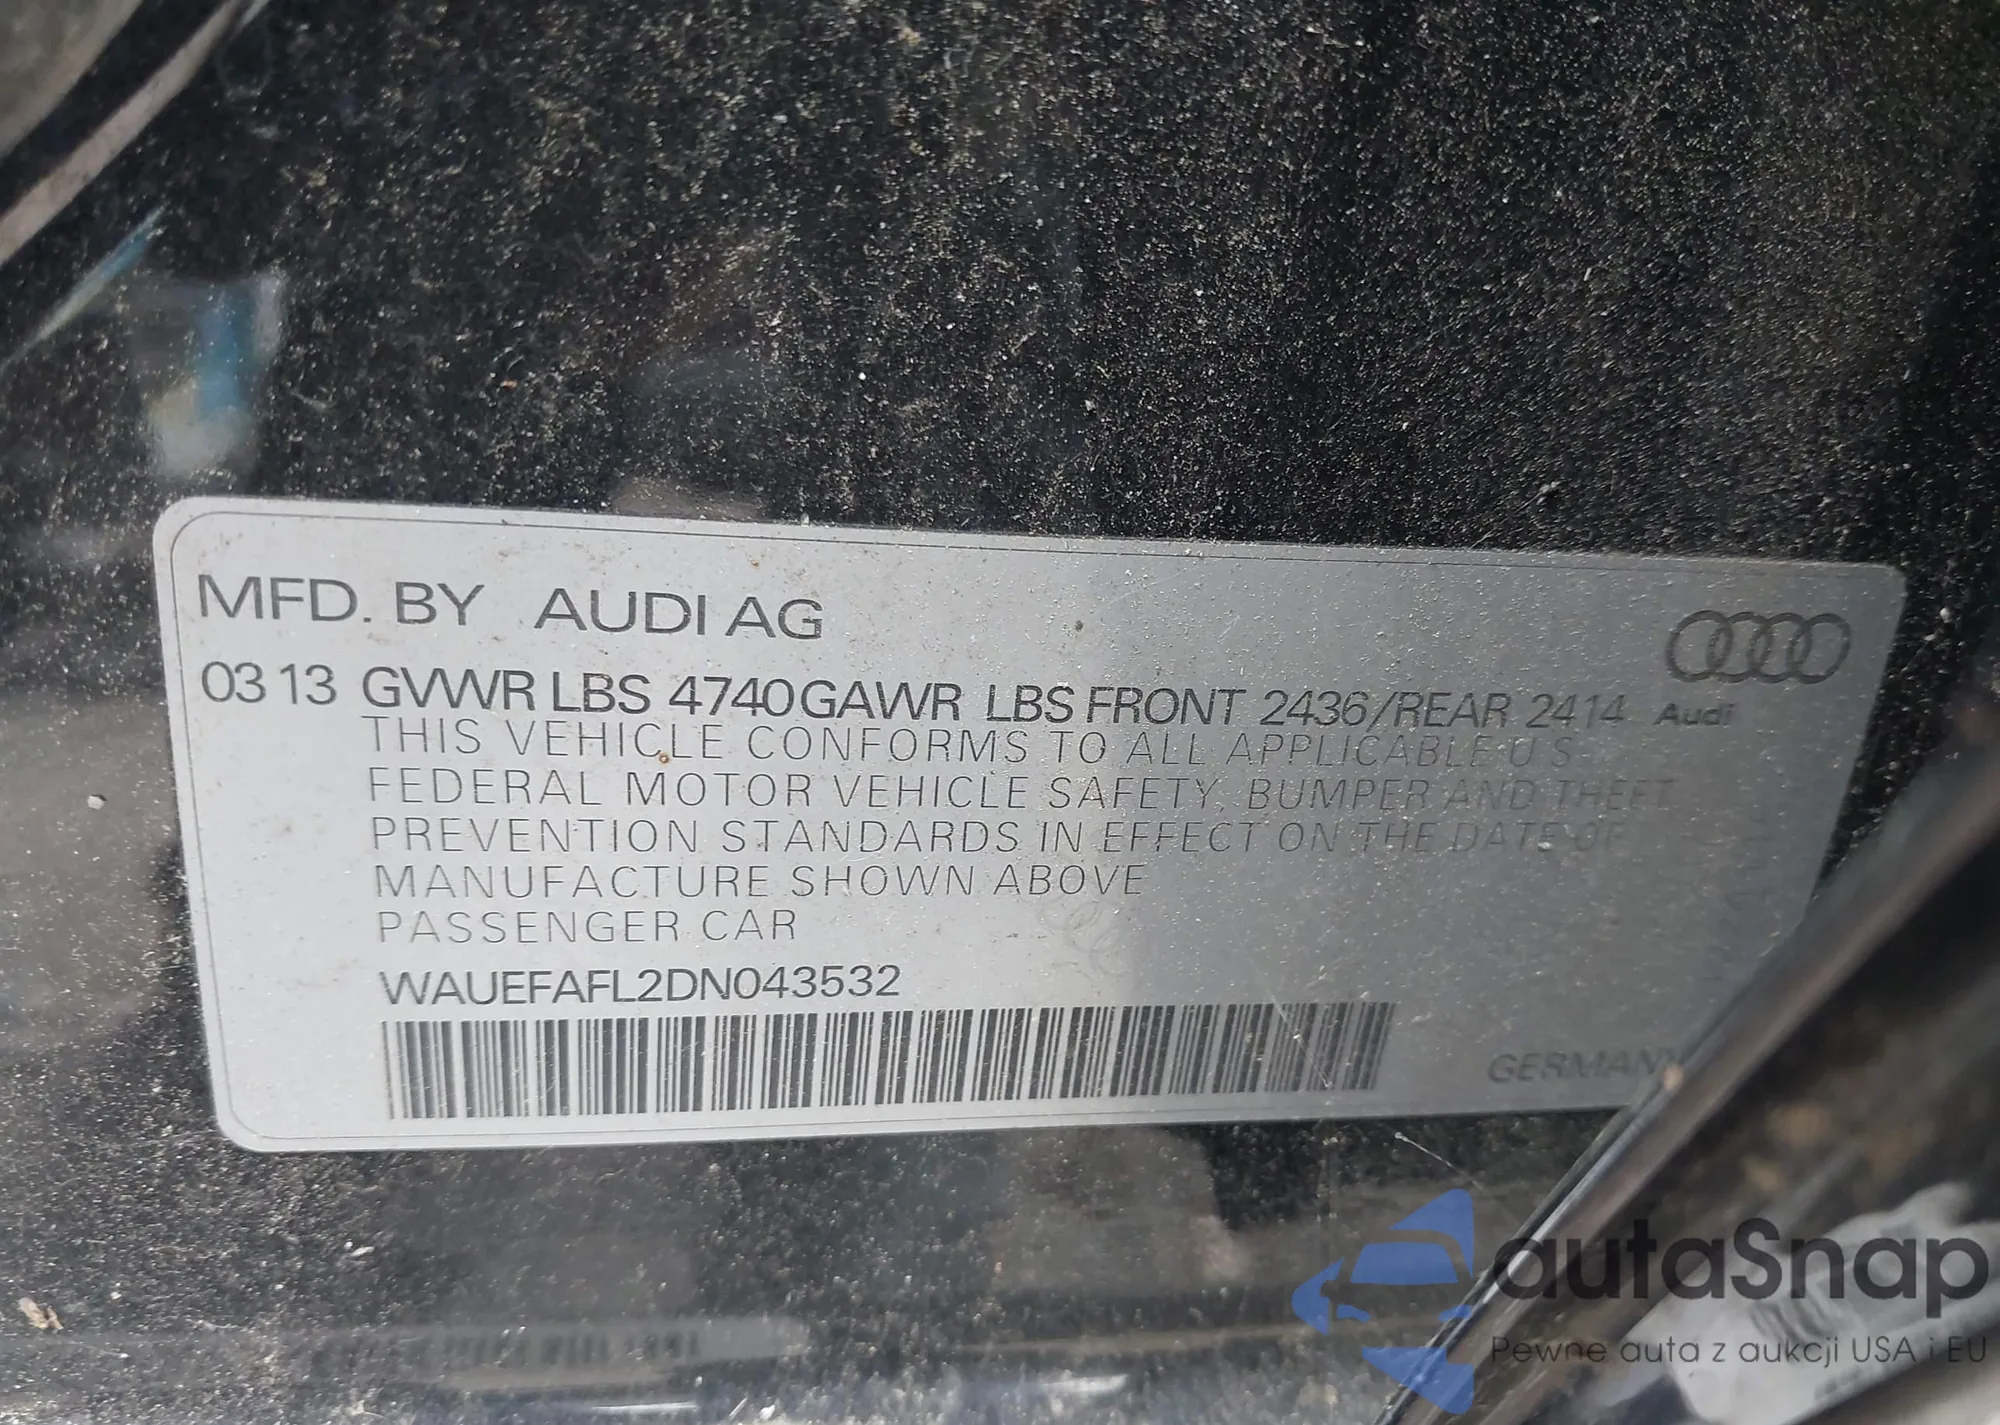 MFD. BY AUDI AG
03 13 GVWR LBS 4740 GAWR LBS FRONT 2436/REAR 2414 Audi
THIS VEHICLE CONFORMS TO ALL APPLICABLE U S
FEDERAL MOTOR VEHICLE SAFETY, BUMPER AND THEFT
PREVENTION STANDARDS IN EFFECT ON THE DATE OF
MANUFACTURE SHOWN ABOVE
PASSENGER CAR
WAUEFAFL2DN043532
GERMANY
autaSnap
Pewne auta z aukcji USA i EU